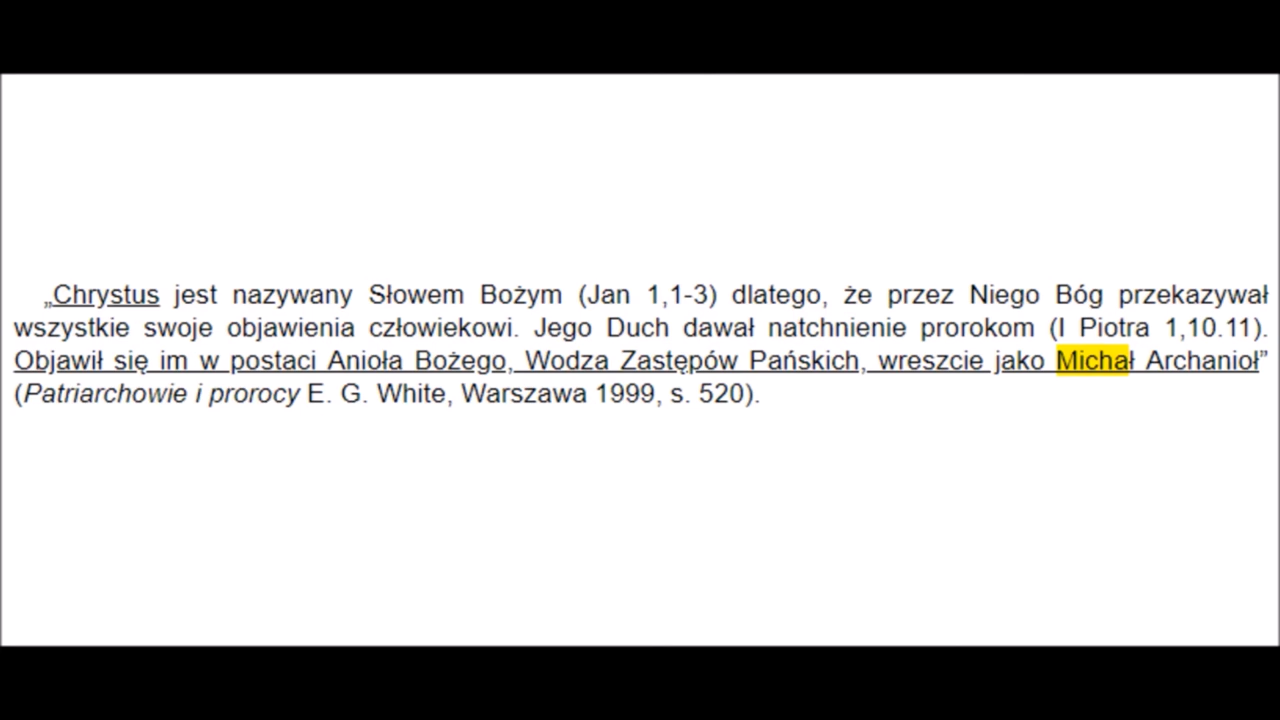 „Chrystus jest nazywany Słowem Bożym (Jan 1,1-3) dlatego, że przez Niego Bóg przekazywał
wszystkie swoje objawienia człowiekowi. Jego Duch dawał natchnienie prorokom (I Piotra 1,10.11).
Objawił się im w postaci Anioła Bożego, Wodza Zastępów Pańskich, wreszcie jako Michał Archanioł”
(Patriarchowie i prorocy E. G. White, Warszawa 1999, s. 520).